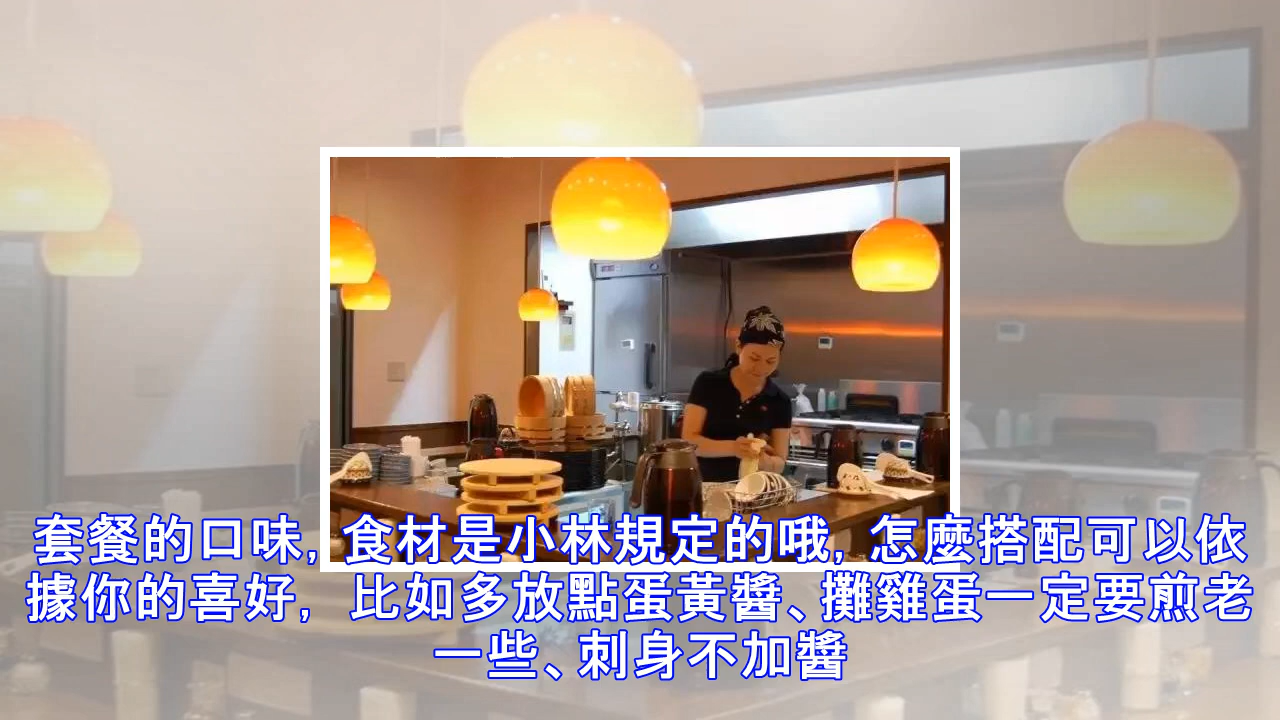 套餐的口味, 食材是小林規定的哦, 怎麼搭配可以依
據你的喜好, 比如多放點蛋黃醬、攤雞蛋一定要煎老
一些、刺身不加醬